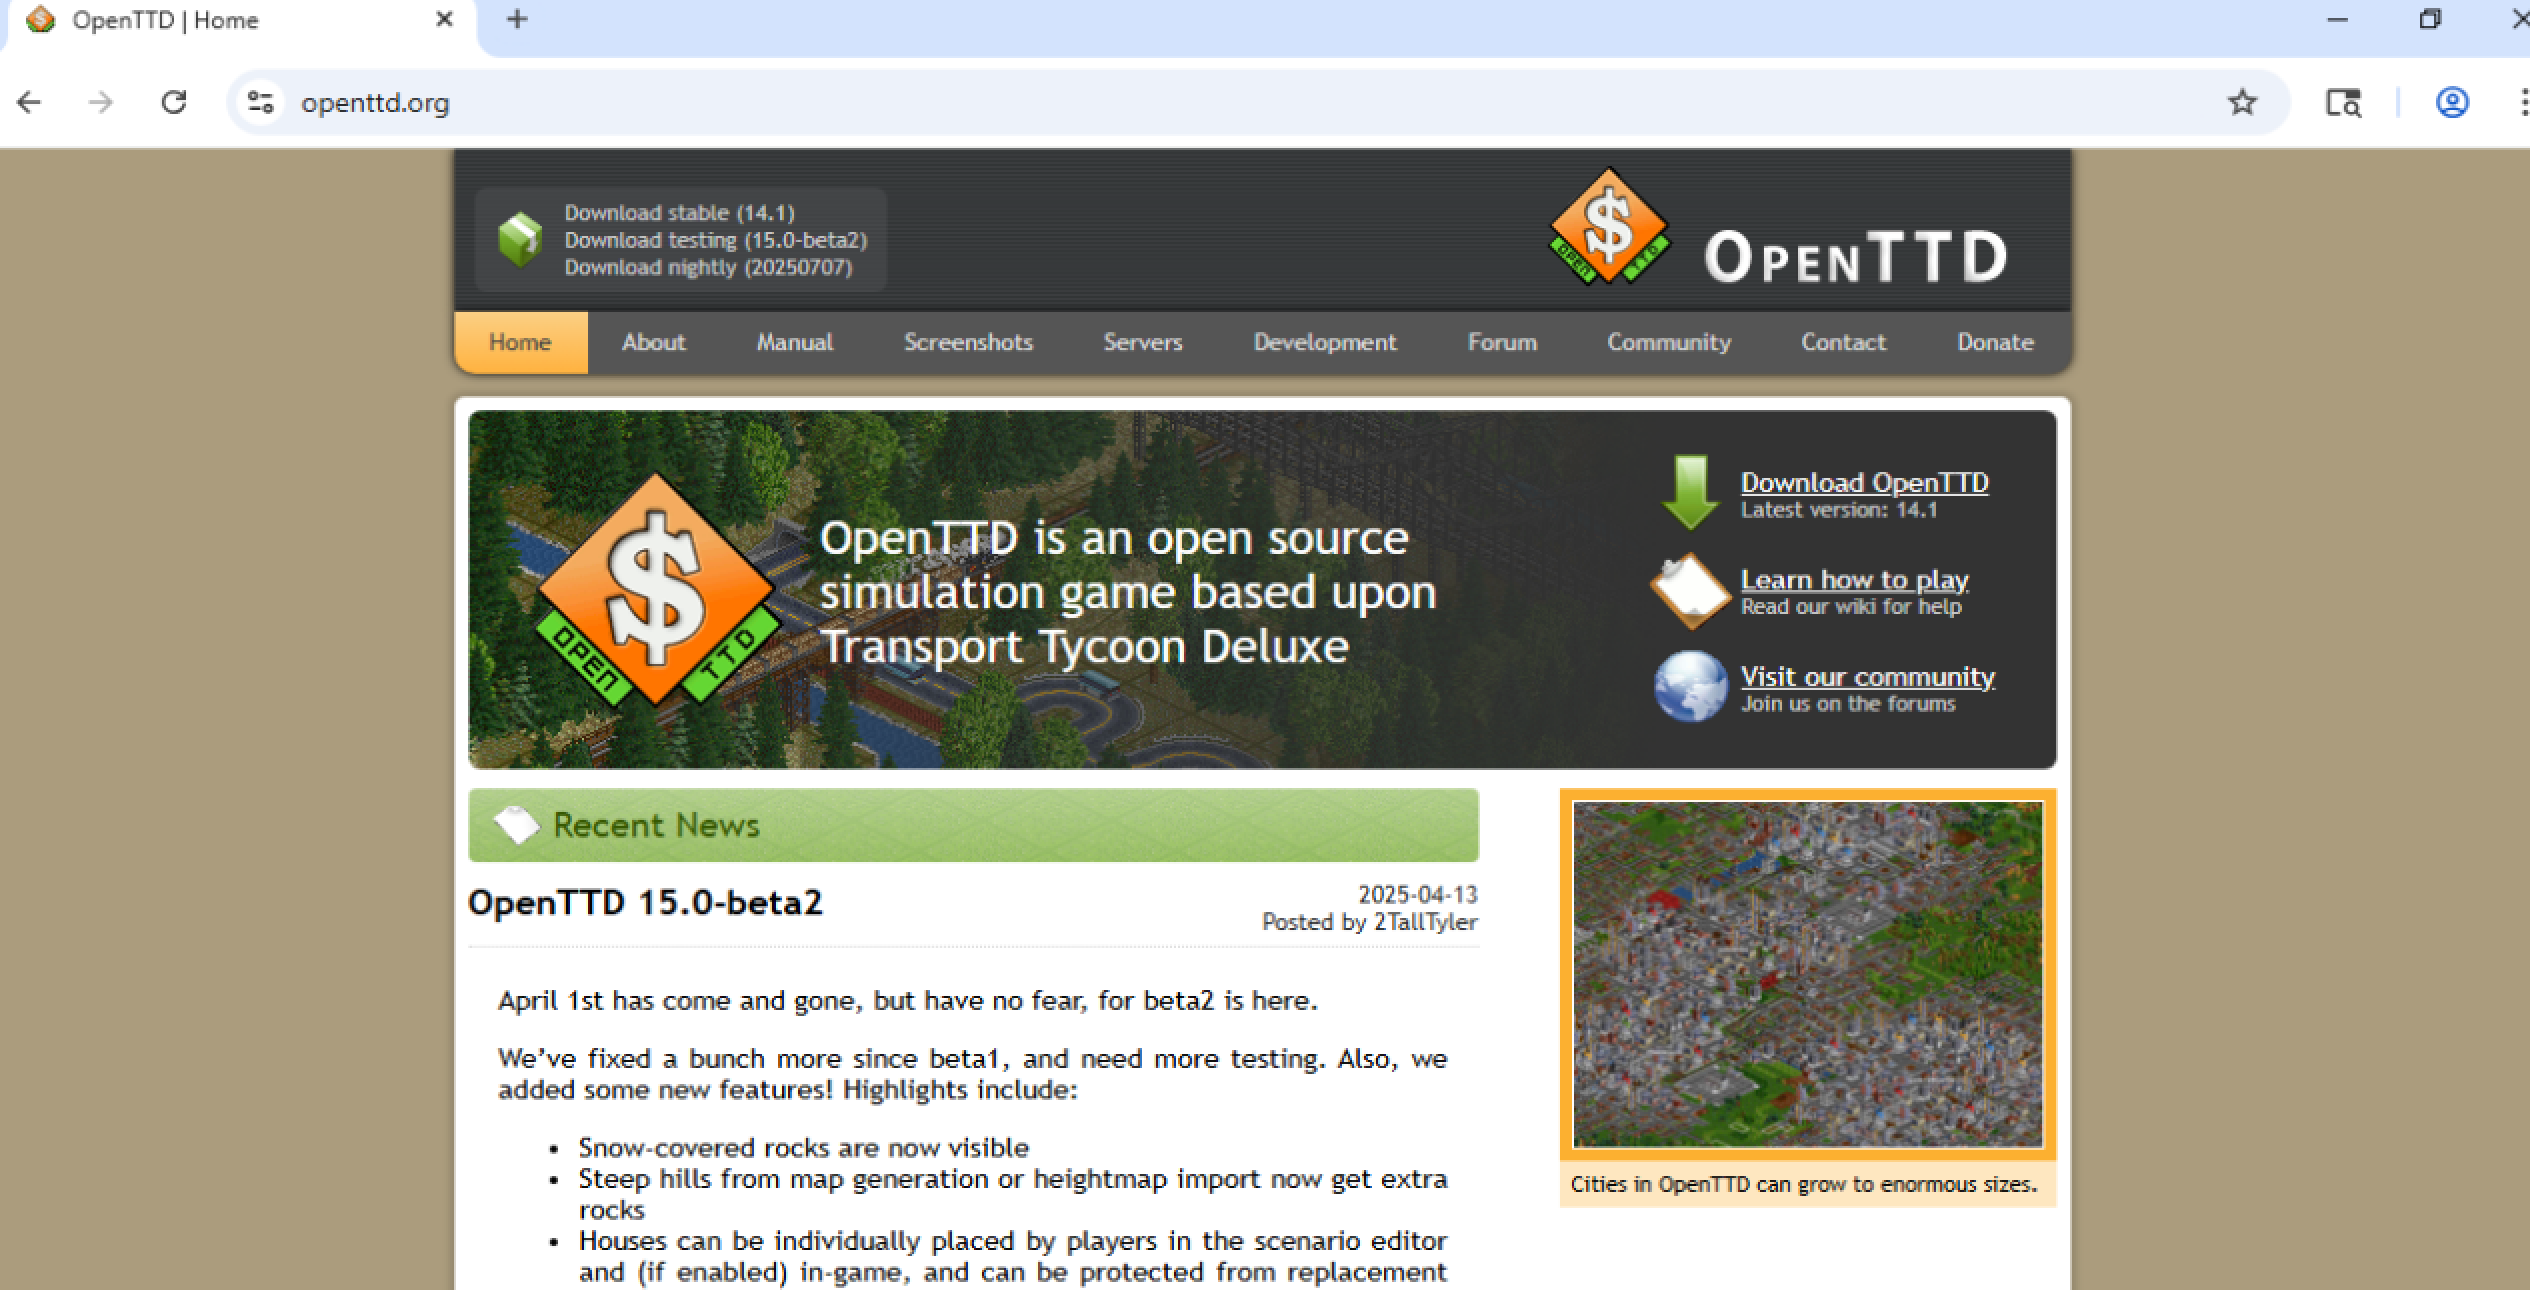 OpenTTD | Home
openttd.org
Download stable (14.1)
Download testing (15.0-beta2)
Download nightly (20250707)
OPEN TTD
OpenTTD
Home
About
Manual
Screenshots
Servers
Development
Forum
Community
Contact
Donate
OPEN TTD
OpenTTD is an open source
simulation game based upon
Transport Tycoon Deluxe
Download OpenTTD
Latest version: 14.1
Learn how to play
Read our wiki for help
Visit our community
Join us on the forums
Recent News
OpenTTD 15.0-beta2
2025-04-13
Posted by 2TallTyler
April 1st has come and gone, but have no fear, for beta2 is here.
We’ve fixed a bunch more since beta1, and need more testing. Also, we
added some new features! Highlights include:
• Snow-covered rocks are now visible
• Steep hills from map generation or heightmap import now get extra
rocks
• Houses can be individually placed by players in the scenario editor
and (if enabled) in-game, and can be protected from replacement
Cities in OpenTTD can grow to enormous sizes.